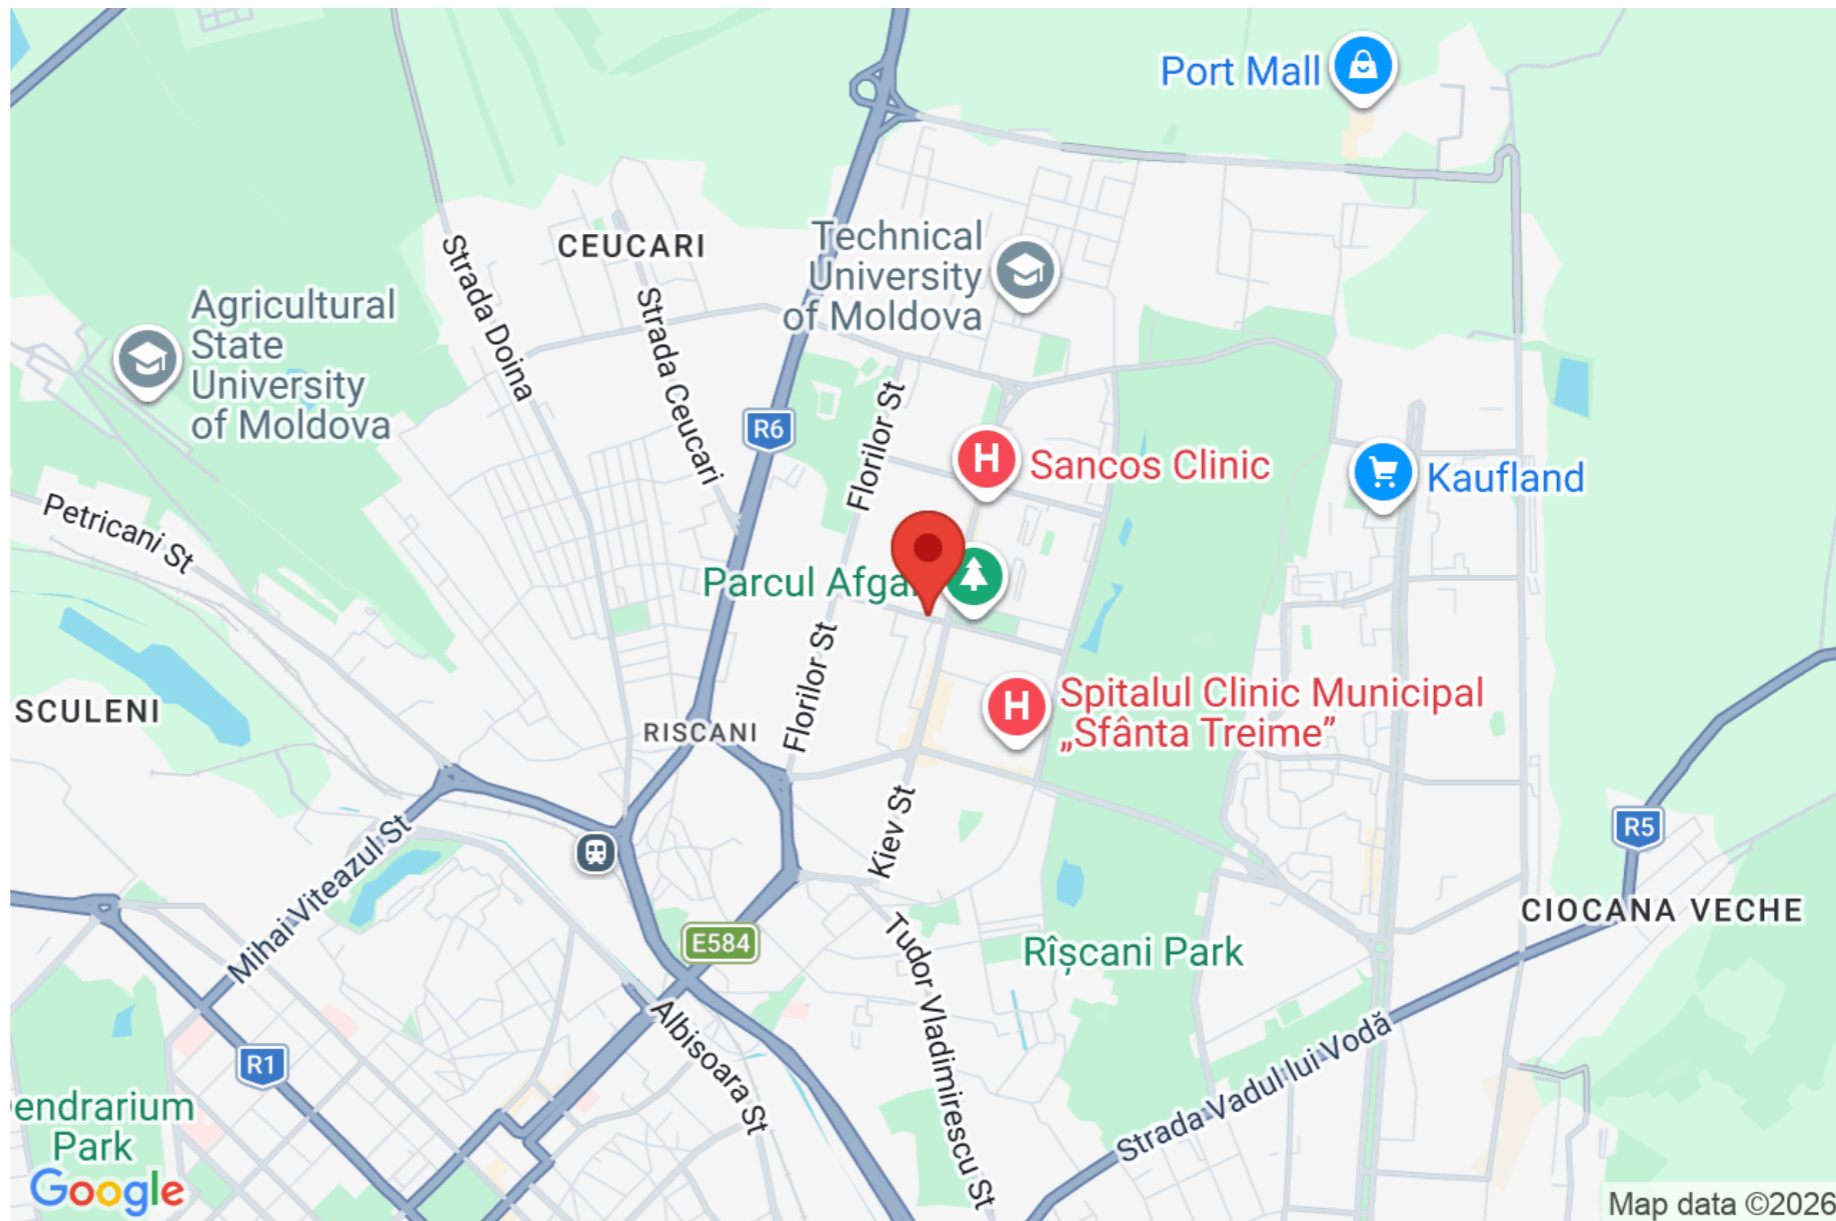 Port Mall
CEUCARI
Technical
University
of Moldova
Strada Doina
Strada Ceucari
Agricultural
State
University
of Moldova
Florilor St
R6
H
Sancos Clinic
Kaufland
Petricani St
Parcul Afgan
Florilor St
SCULENI
RISCANI
H
Spitalul Clinic Municipal
„Sfânta Treime”
Kiev St
R5
Mihai Viteazul St
CIOCANA VECHE
E584
Rîșcani Park
Tudor Vladimirescu St
Albisoara St
R1
Strada Vadul lui Vodă
endrarium
Park
Google
Map data ©2026